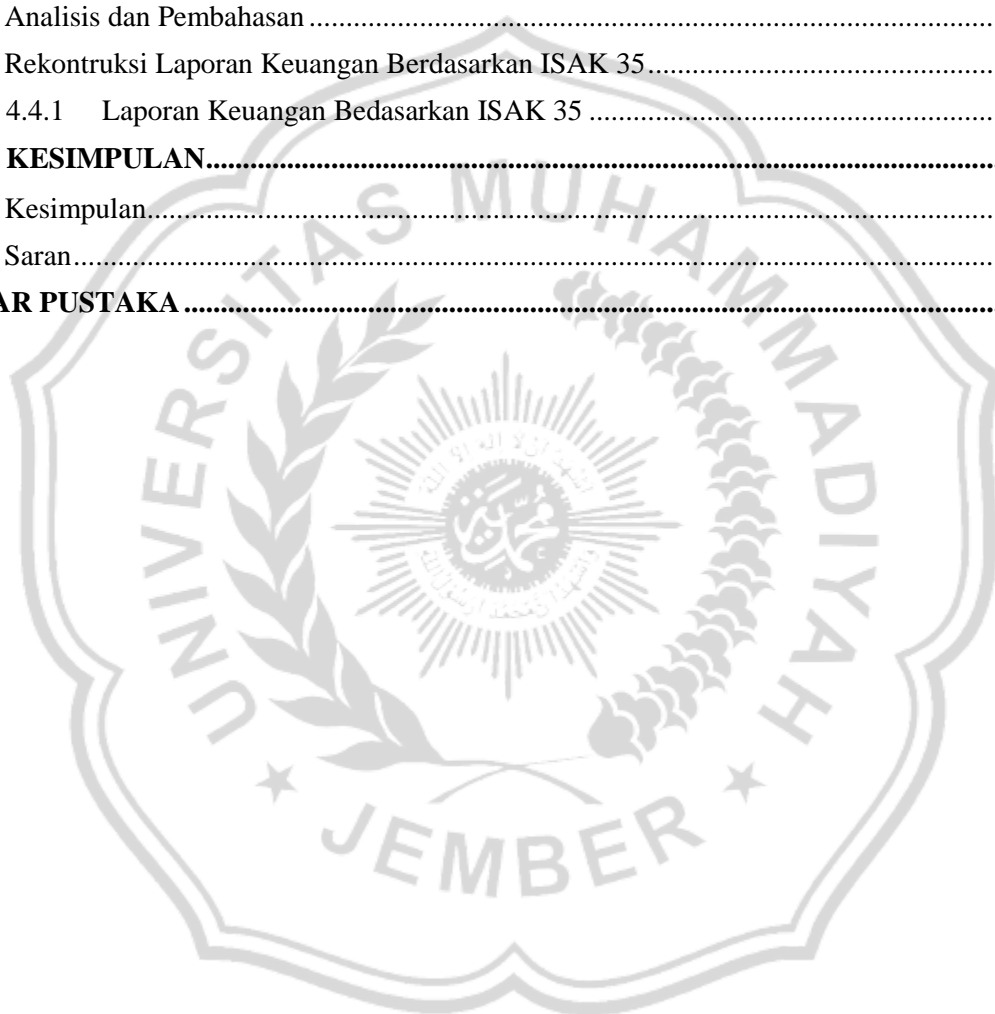 Analisis dan Pembahasan ................................................................
Rekontruksi Laporan Keuangan Berdasarkan ISAK 35 ................................................................
4.4.1 Laporan Keuangan Bedasarkan ISAK 35 ................................................................
KESIMPULAN ................................................................
Kesimpulan ................................................................
Saran ................................................................
AR PUSTAKA ................................................................
UNIVERSITAS MUHAMMADIYAH
JEMBER